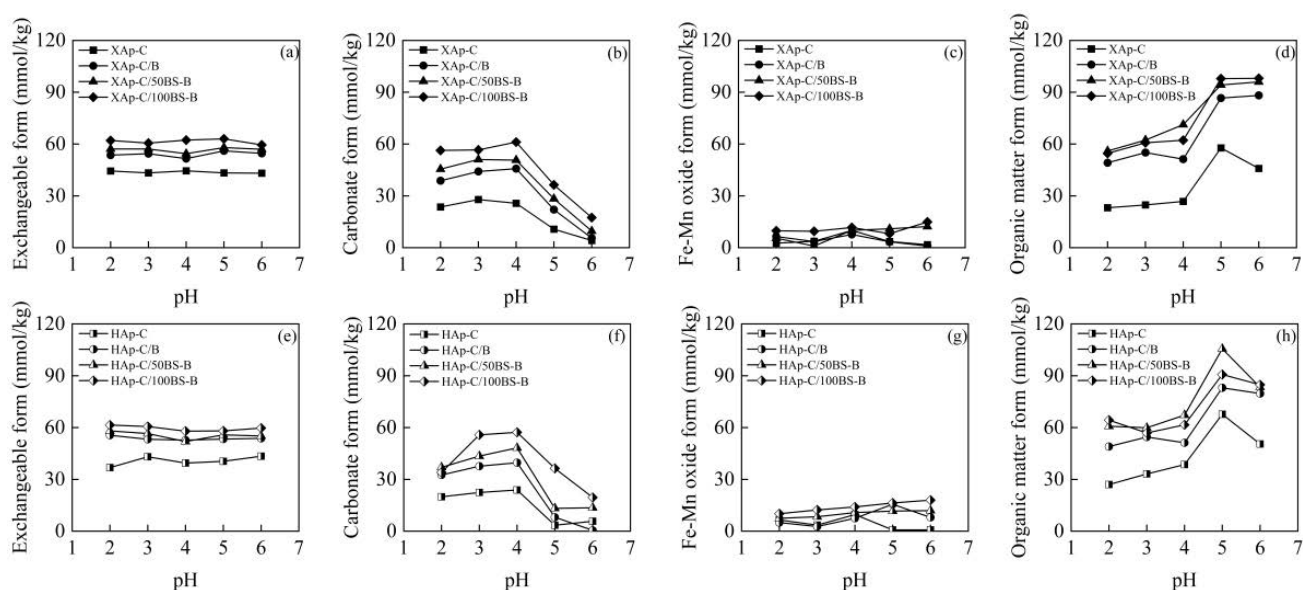 Exchangeable form (mmol/kg)
120
90
60
30
0
XAp-C
XAp-C/B
XAp-C/50BS-B
XAp-C/100BS-B
(a)
1 2 3 4 5 6 7
pH
Carbonate form (mmol/kg)
120
90
60
30
0
XAp-C
XAp-C/B
XAp-C/50BS-B
XAp-C/100BS-B
(b)
1 2 3 4 5 6 7
pH
Fe-Mn oxide form (mmol/kg)
120
90
60
30
0
XAp-C
XAp-C/B
XAp-C/50BS-B
XAp-C/100BS-B
(c)
1 2 3 4 5 6 7
pH
Organic matter form (mmol/kg)
120
90
60
30
0
XAp-C
XAp-C/B
XAp-C/50BS-B
XAp-C/100BS-B
(d)
1 2 3 4 5 6 7
pH
Exchangeable form (mmol/kg)
120
90
60
30
0
HAp-C
HAp-C/B
HAp-C/50BS-B
HAp-C/100BS-B
(e)
1 2 3 4 5 6 7
pH
Carbonate form (mmol/kg)
120
90
60
30
0
HAp-C
HAp-C/B
HAp-C/50BS-B
HAp-C/100BS-B
(f)
1 2 3 4 5 6 7
pH
Fe-Mn oxide form (mmol/kg)
120
90
60
30
0
HAp-C
HAp-C/B
HAp-C/50BS-B
HAp-C/100BS-B
(g)
1 2 3 4 5 6 7
pH
Organic matter form (mmol/kg)
120
90
60
30
0
HAp-C
HAp-C/B
HAp-C/50BS-B
HAp-C/100BS-B
(h)
1 2 3 4 5 6 7
pH